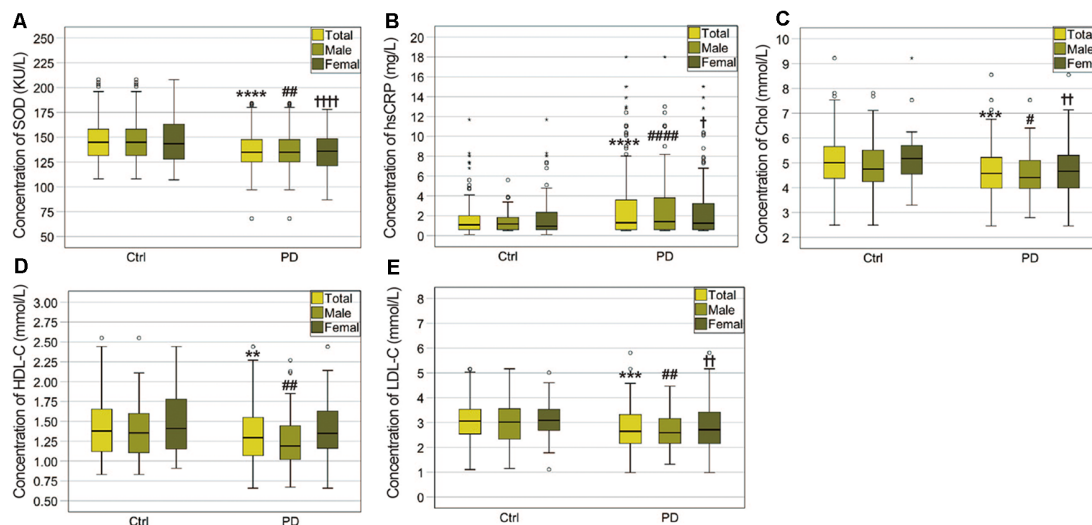 A
Concentration of SOD (KU/L)
250
225
200
175
150
125
100
75
50
Total
Male
Femal
****
##
††††
Ctrl
PD
B
Concentration of hsCRP (mg/L)
20
18
16
14
12
10
8
6
4
2
0
Total
Male
Femal
****
####
†
Ctrl
PD
C
Concentration of Chol (mmol/L)
10
9
8
7
6
5
4
3
2
Tota
Male
Fem
***
#
††
Ctrl
PD
D
Concentration of HDL-C (mmol/L)
3.00
2.75
2.50
2.25
2.00
1.75
1.50
1.25
1.00
0.75
0.50
Total
Male
Femal
**
##
Ctrl
PD
E
Concentration of LDL-C (mmol/L)
8
7
6
5
4
3
2
1
0
Total
Male
Femal
***
##
††
Ctrl
PD